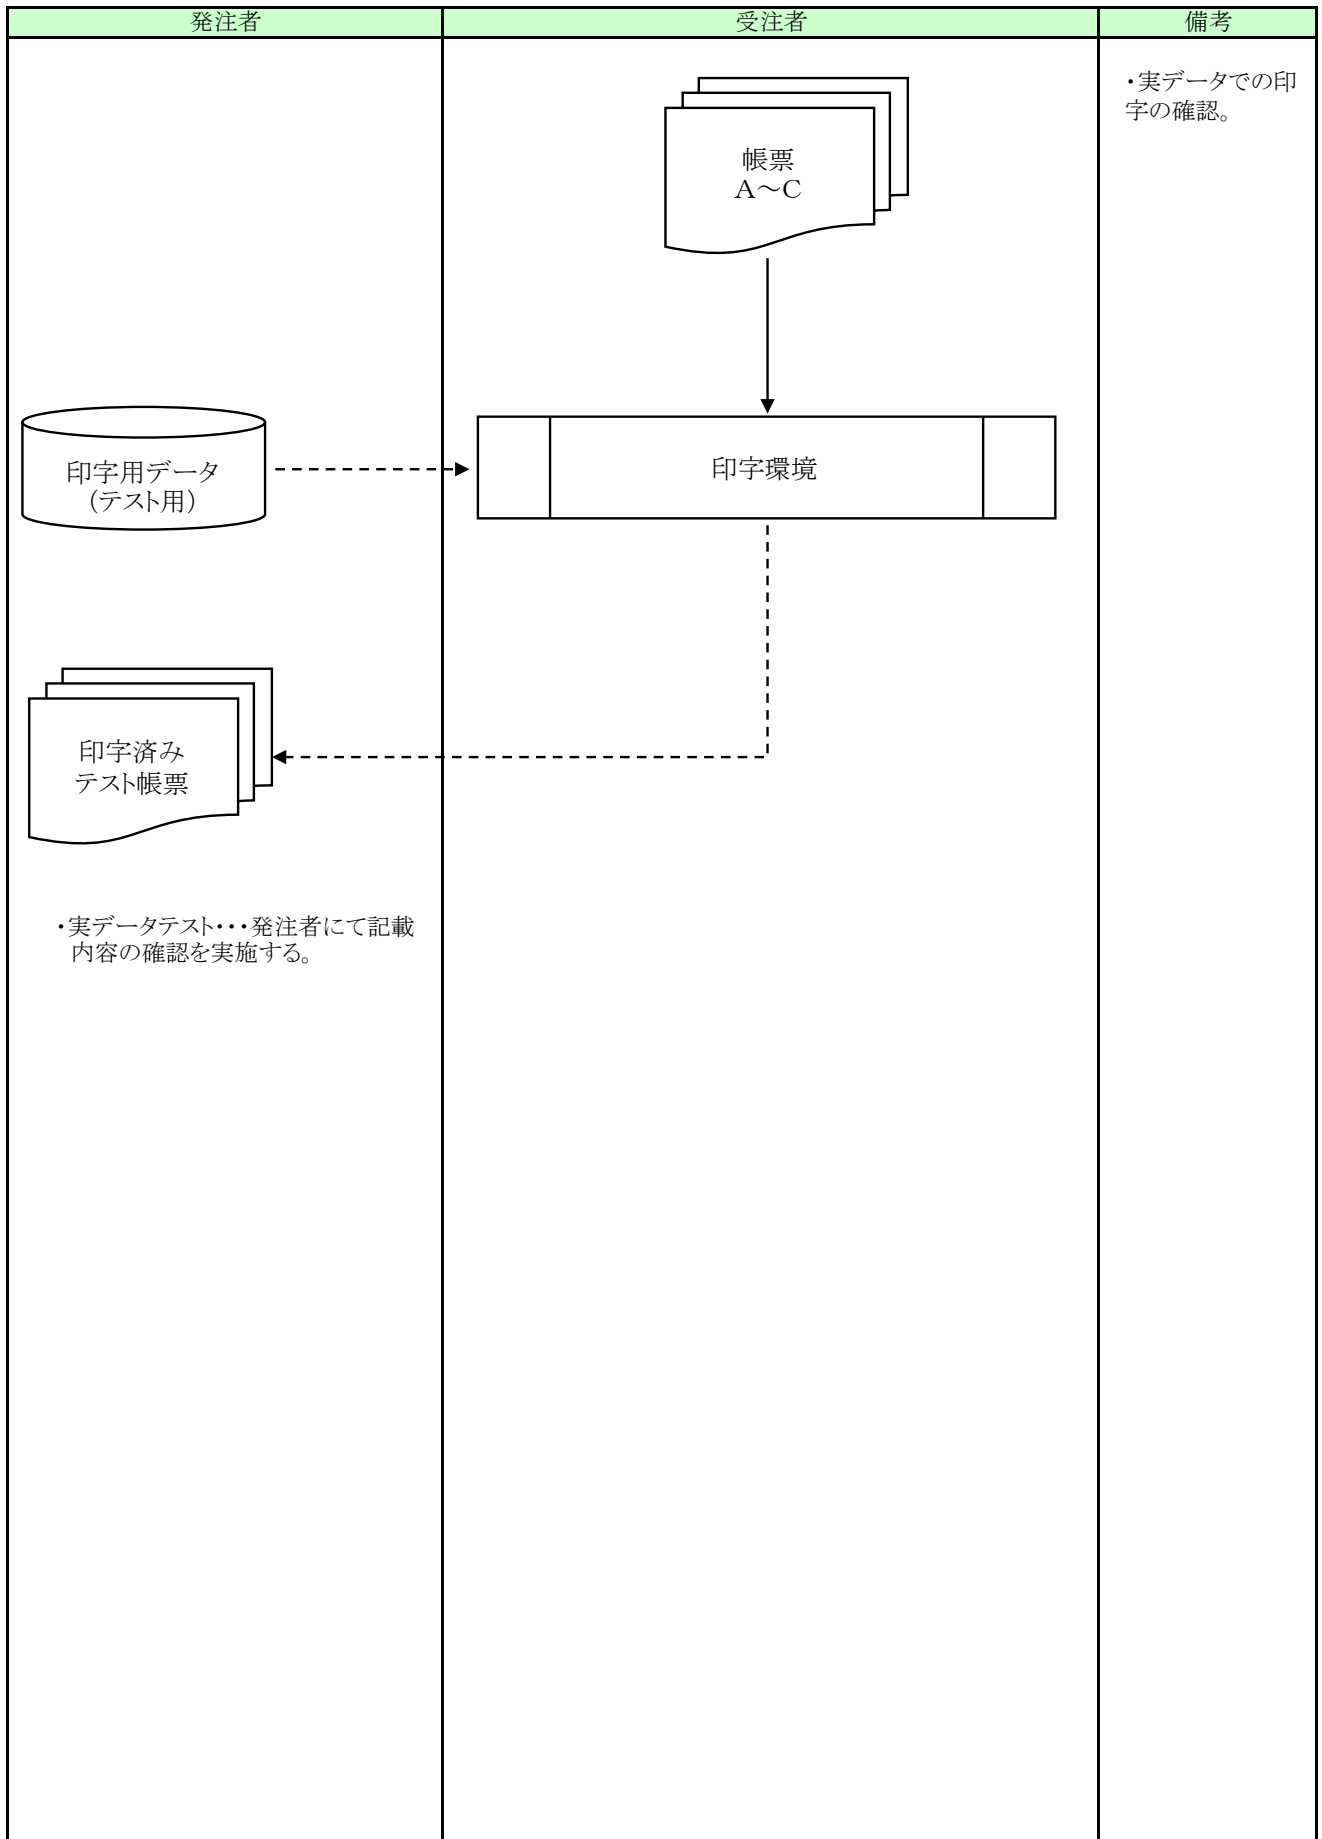 発注者
受注者
備考
・実データでの印
字の確認。
帳票
A～C
印字用データ
(テスト用)
印字環境
印字済み
テスト帳票
・実データテスト・・・発注者にて記載
内容の確認を実施する。